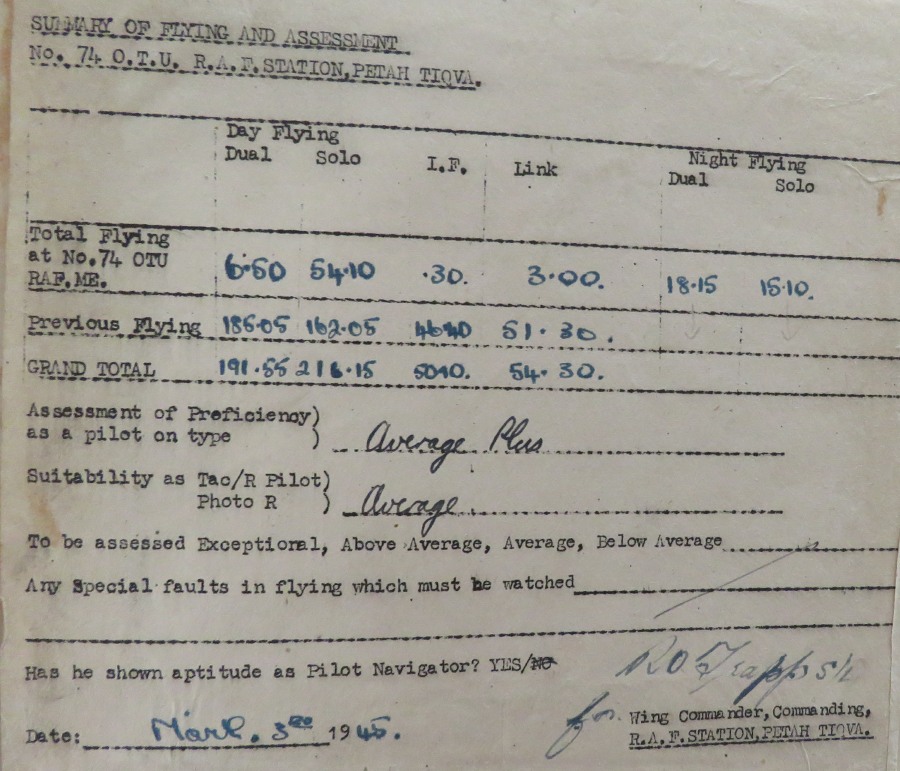 SUMMARY OF FLYING AND ASSESSMENT
No. 74 O.T.U. R.A.F.STATION,PETAH TIQVA.
Day Flying Night Flying
Dual Solo I.F. Link Dual Solo
Total Flying
at No.74 OTU
RAF.ME. 6.50 54.10 .30. 3.00. 18.15 15.10.
Previous Flying 185.05 162.05 4640 51.30.
GRAND TOTAL 191.55 216.15 5010. 54.30.
Assessment of Proficiency)
as a pilot on type ) Average Plus
Suitability as Tac/R Pilot)
Photo R ) Average
To be assessed Exceptional, Above Average, Average, Below Average
Any Special faults in flying which must be watched
Has he shown aptitude as Pilot Navigator? YES/NO
for Wing Commander, Commanding,
R.A.F.STATION,PETAH TIQVA.
Date: March. 3RD 1945.